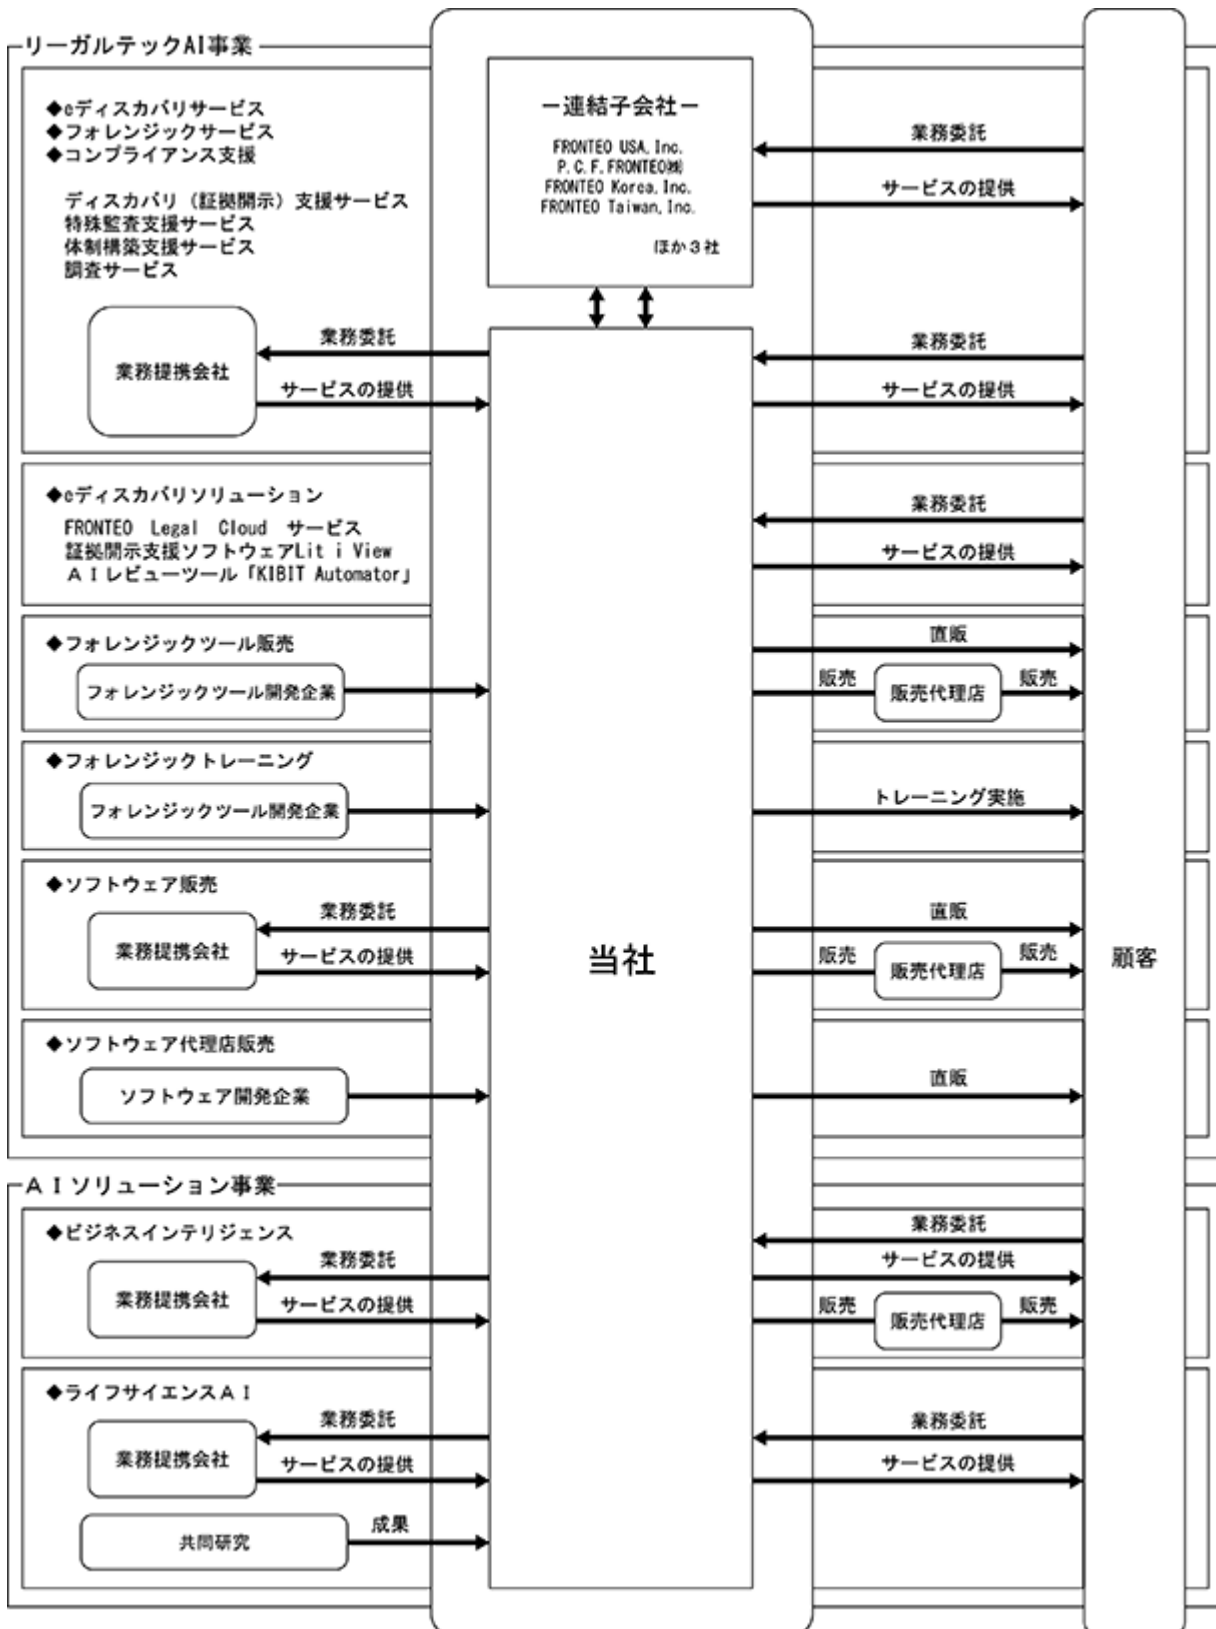 リーガルテックAI事業
◆eディスカバリサービス
◆フォレンジックサービス
◆コンプライアンス支援
ディスカバリ（証拠開示）支援サービス
特殊監査支援サービス
体制構築支援サービス
調査サービス
－連結子会社－
FRONTEO USA, Inc.
P.C.F. FRONTEO㈱
FRONTEO Korea, Inc.
FRONTEO Taiwan, Inc.
ほか３社
業務委託
サービスの提供
業務提携会社
業務委託
サービスの提供
業務委託
サービスの提供
◆eディスカバリソリューション
FRONTEO Legal Cloud サービス
証拠開示支援ソフトウェアLit i View
ＡＩレビューツール「KIBIT Automator」
業務委託
サービスの提供
◆フォレンジックツール販売
フォレンジックツール開発企業
直販
販売
販売代理店
販売
◆フォレンジックトレーニング
フォレンジックツール開発企業
トレーニング実施
◆ソフトウェア販売
業務提携会社
業務委託
サービスの提供
当社
直販
販売
販売代理店
販売
顧客
◆ソフトウェア代理店販売
ソフトウェア開発企業
直販
ＡＩソリューション事業
◆ビジネスインテリジェンス
業務提携会社
業務委託
サービスの提供
業務委託
サービスの提供
販売
販売代理店
販売
◆ライフサイエンスＡＩ
業務提携会社
業務委託
サービスの提供
業務委託
サービスの提供
共同研究
成果